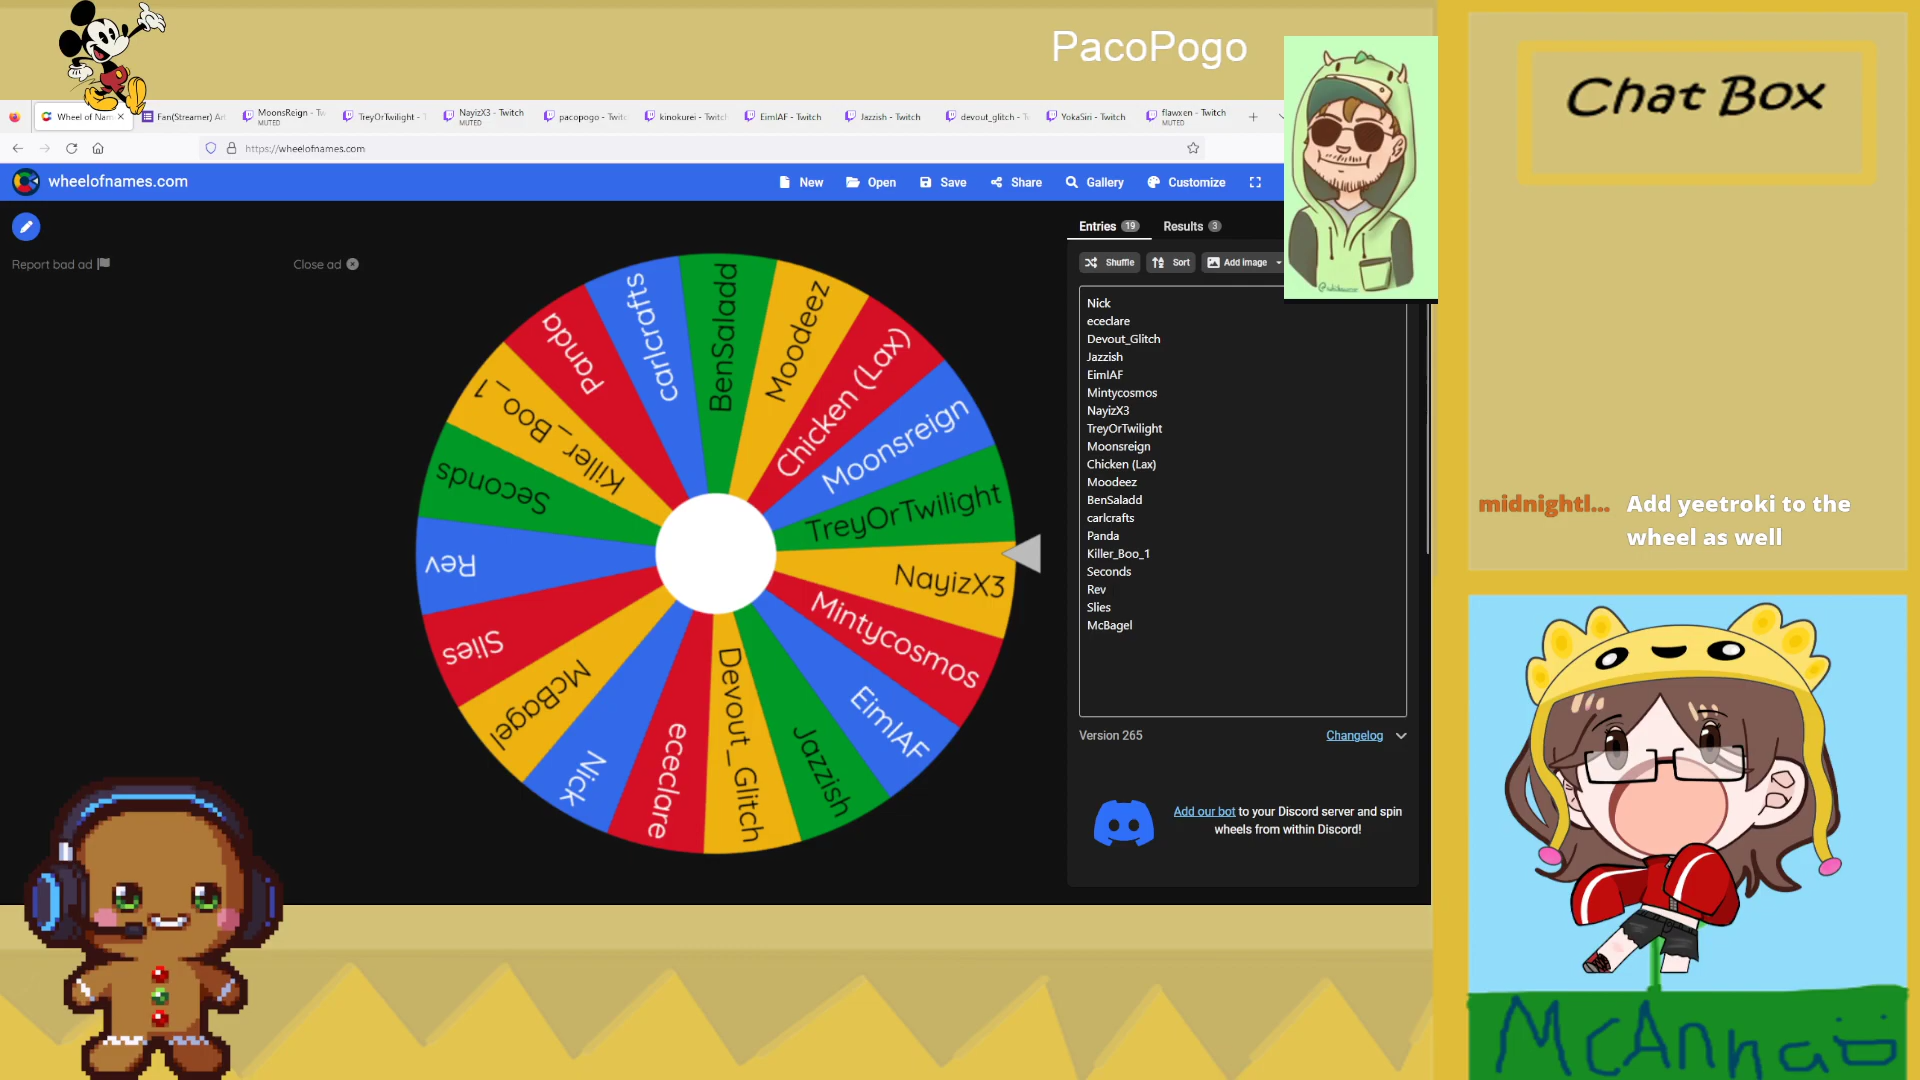 PacoPogo
Chat Box
Wheel of Nam
Fan(Streamer) Ar
MoonsReign - Tw
MUTED
TreyOrTwilight -
NayizX3 - Twitch
MUTED
pacopogo - Twitc
kinokurei - Twitch
EimIAF - Twitch
Jazzish - Twitch
devout_glitch - T
YokaSiri - Twitch
flawxen - Twitch
MUTED
https://wheelofnames.com
wheelofnames.com
New
Open
Save
Share
Gallery
Customize
Report bad ad
Close ad
Entries 19
Results 3
Shuffle
Sort
Add image
Nick
ececlare
Devout_Glitch
Jazzish
EimIAF
Mintycosmos
NayizX3
TreyOrTwilight
Moonsreign
Chicken (Lax)
Moodeez
BenSaladd
carlcrafts
Panda
Killer_Boo_1
Seconds
Rev
Slies
McBagel
BenSaladd
Moodeez
Chicken (Lax)
Moonsreign
TreyOrTwilight
NayizX3
Mintycosmos
EimIAF
Jazzish
Devout_Glitch
ececlare
Nick
McBagel
Slies
Rev
Seconds
Killer_Boo_1
Panda
carlcrafts
Version 265
Changelog
Add our bot to your Discord server and spin
wheels from within Discord!
midnightl... Add yeetroki to the
wheel as well
McAnna